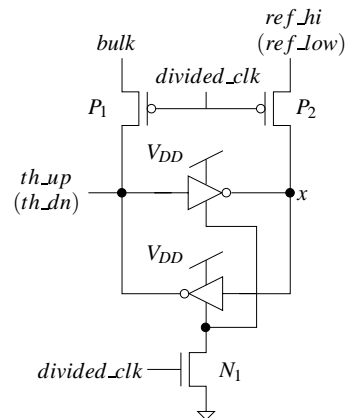 bulk
ref_hi
(ref_low)
divided_clk
P1
P2
VDD
th_up
(th_dn)
x
VDD
divided_clk
N1